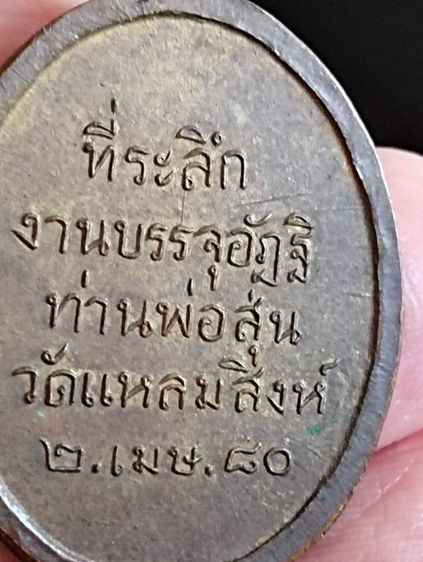 ที่ระลึก
งานบรรจุอัฏฐิ
ท่านพ่อสุ่น
วัดแหลมสิงห์
๒.เมษ.๘๐